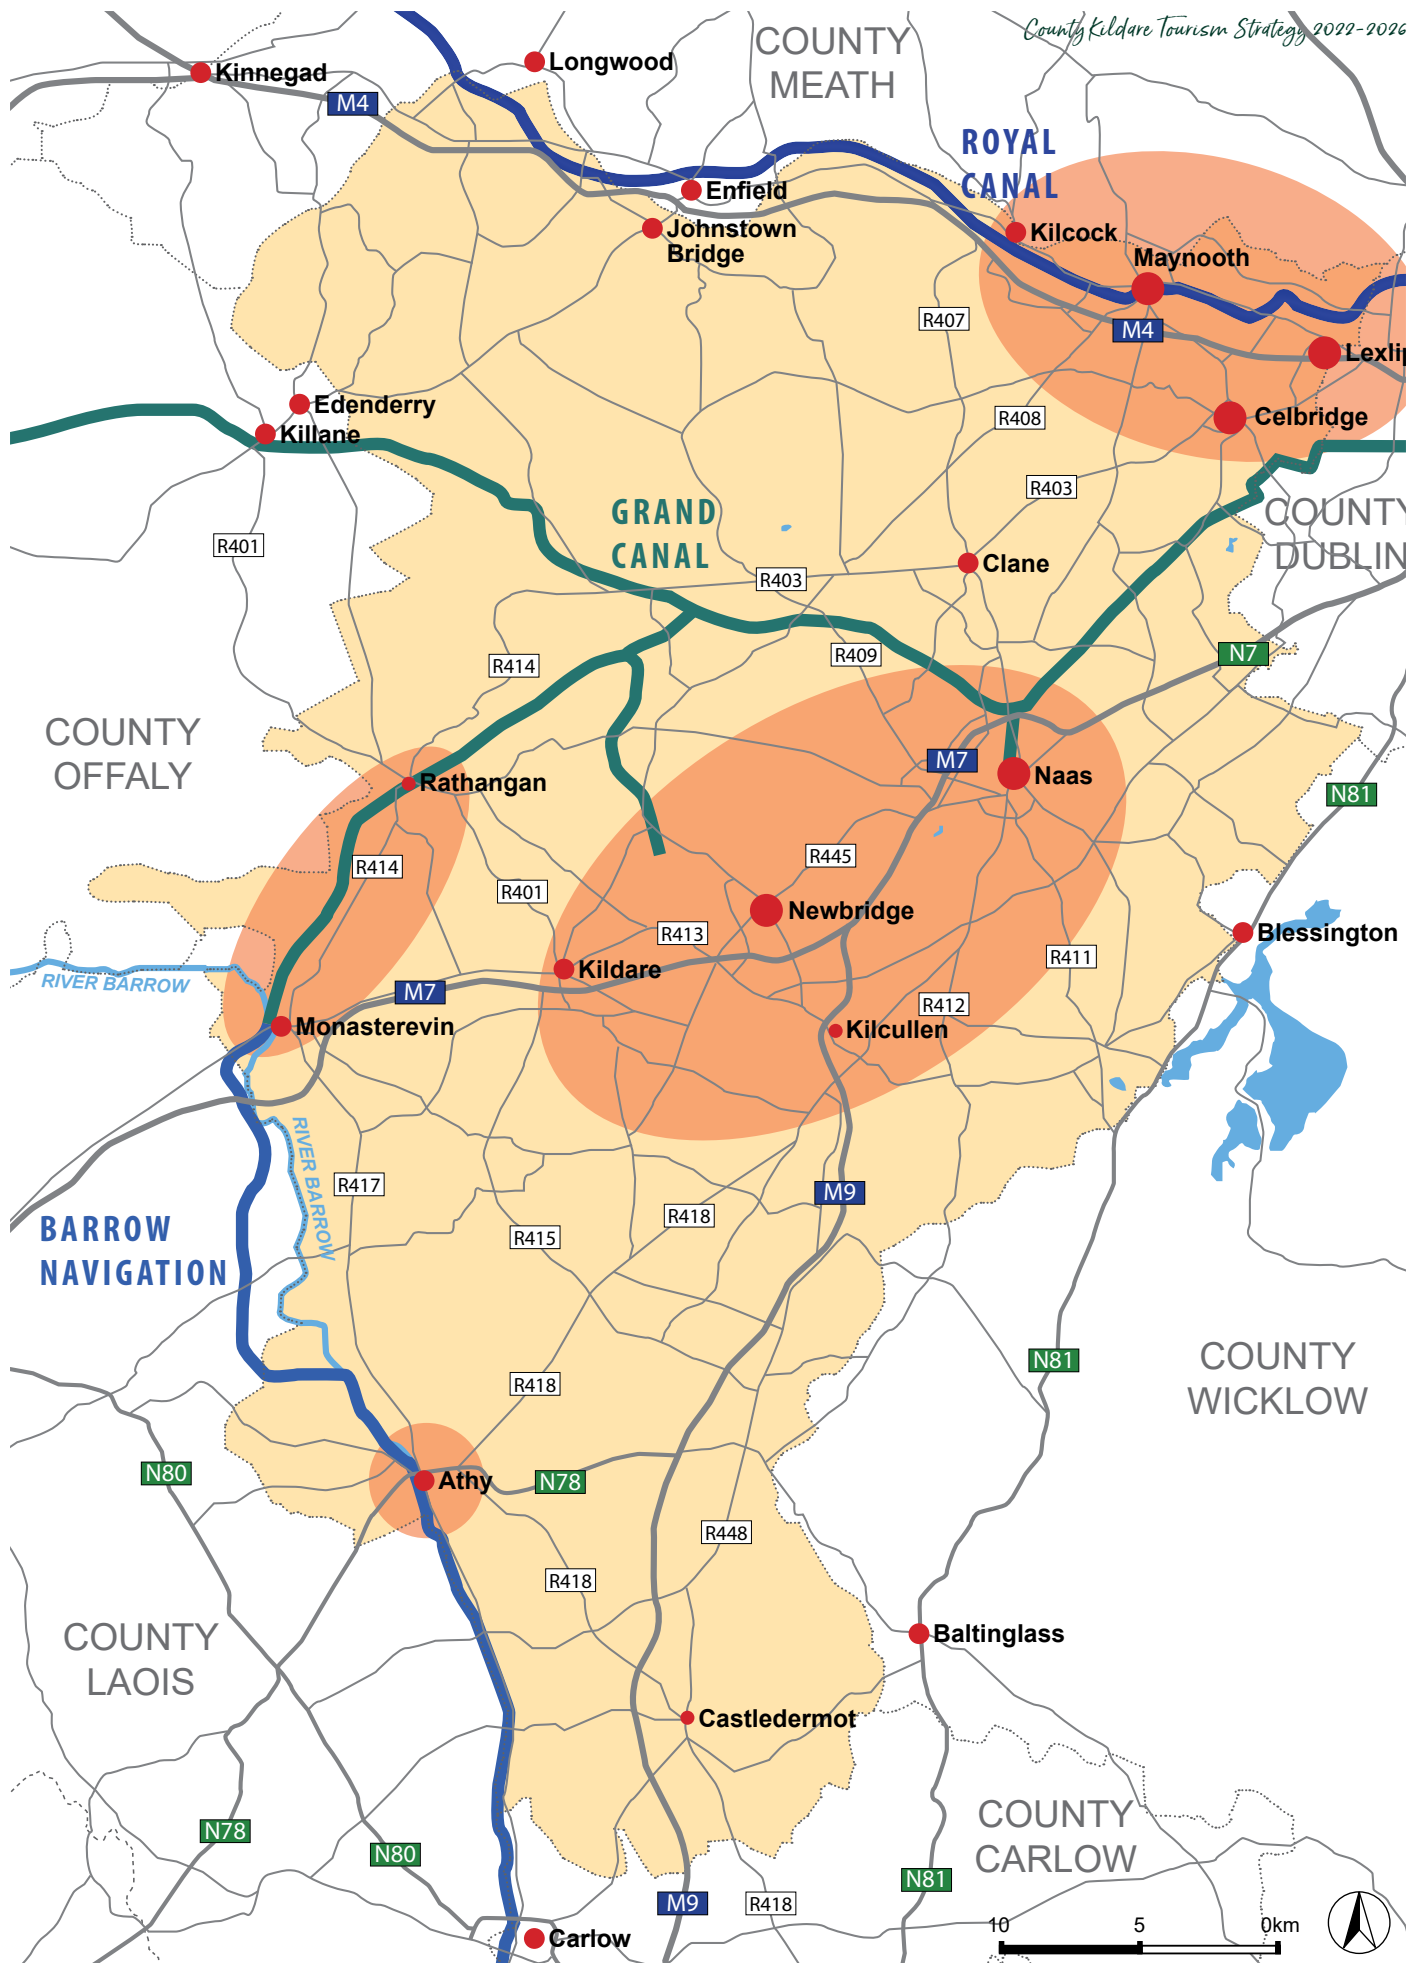 County Kildare Tourism Strategy 2022-2026
COUNTY
MEATH
Longwood
Kinnegad
M4
ROYAL
CANAL
Enfield
Johnstown
Bridge
Kilcock
Maynooth
R407
M4
Lexlip
Edenderry
Killane
R408
Celbridge
R403
GRAND
CANAL
COUNTY
DUBLIN
R401
Clane
R403
R414
R409
N7
COUNTY
OFFALY
M7
Naas
Rathangan
N81
R414
R445
R401
Newbridge
R413
Blessington
Kildare
R411
RIVER BARROW
M7
R412
Monasterevin
Kilcullen
RIVER BARROW
R417
M9
R418
BARROW
NAVIGATION
R415
N81
COUNTY
WICKLOW
R418
N80
Athy
N78
R448
R418
COUNTY
LAOIS
Baltinglass
Castledermot
COUNTY
CARLOW
N78
N80
N81
M9
R418
Carlow
10 5 0km